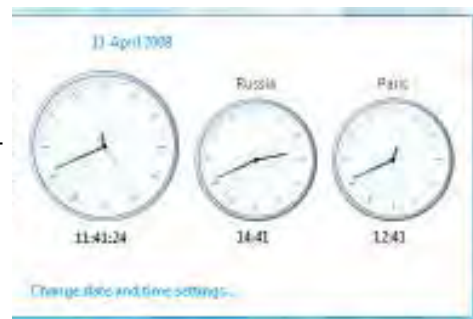 11 April 2008
Russia Paris
11:41:24 14:41 12:41
Change date and time settings...